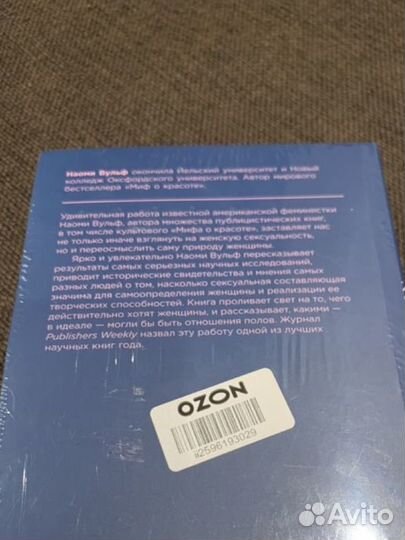 Наоми Вульф окончила Йельский университет и Новый
колледж Оксфордского университета. Автор мирового
бестселлера «Миф о красоте».
Удивительная работа известной американской феминистки
Наоми Вульф, автора множества публицистических книг,
в том числе культового «Мифа о красоте», заставляет нас
не только иначе взглянуть на женскую сексуальность,
но и переосмыслить саму природу женщины.
Ярко и увлекательно Наоми Вульф пересказывает
результаты самых серьезных научных исследований,
приводит исторические свидетельства и мнения самых
разных людей о том, насколько сексуальная составляющая
значима для самоопределения женщины и реализации ее
творческих способностей. Книга проливает свет на то, чего
действительно хотят женщины, и рассказывает, какими —
в идеале — могли бы быть отношения полов. Журнал
Publishers Weekly назвал эту работу одной из лучших
научных книг года.
OZON
ii2596193029
Avito